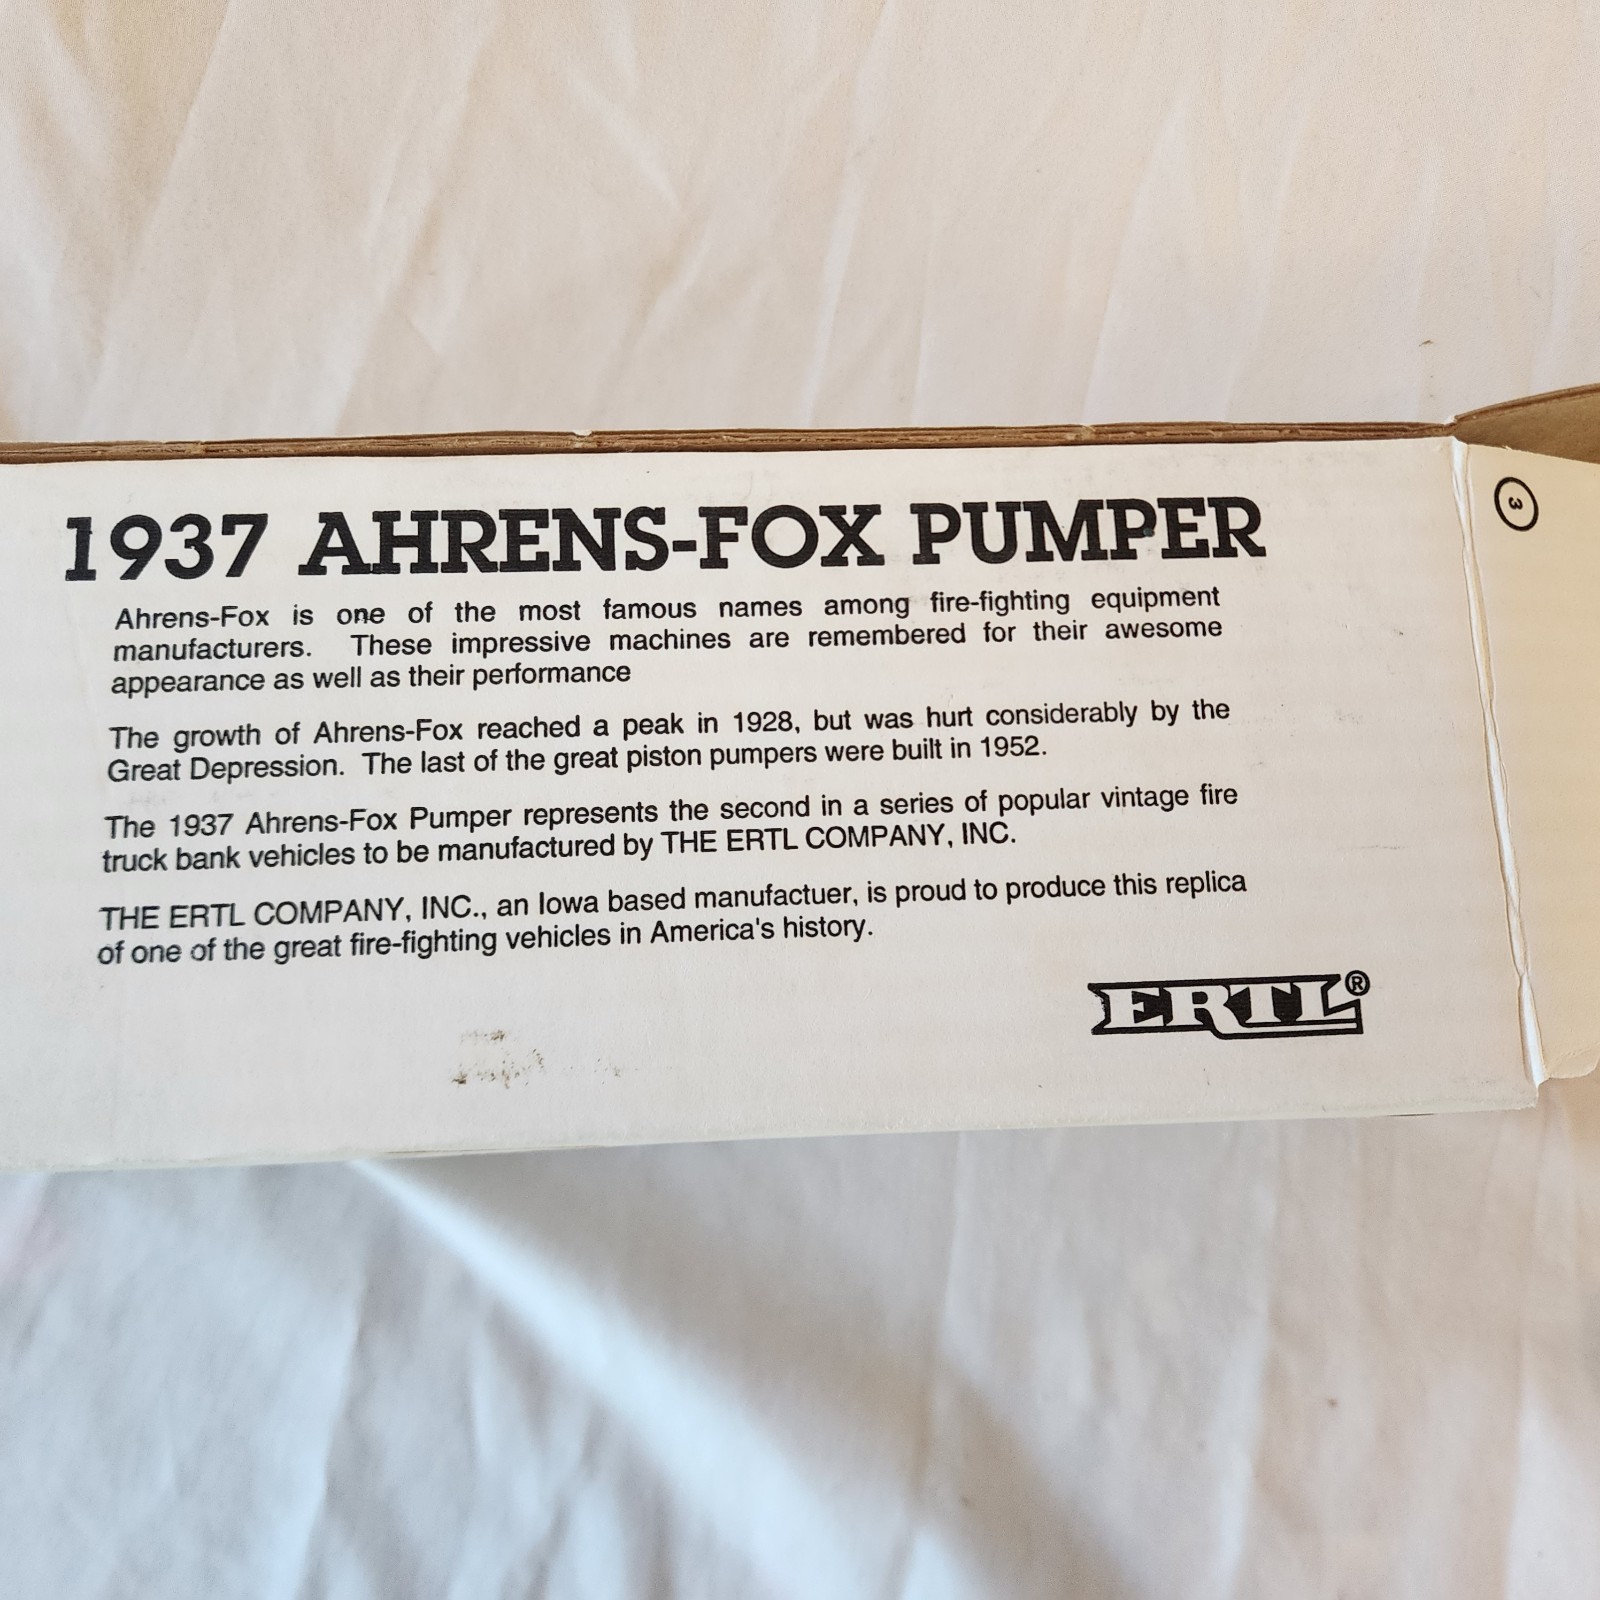 1937 AHRENS-FOX PUMPER
Ahrens-Fox is one of the most famous names among fire-fighting equipment
manufacturers. These impressive machines are remembered for their awesome
appearance as well as their performance
The growth of Ahrens-Fox reached a peak in 1928, but was hurt considerably by the
Great Depression. The last of the great piston pumpers were built in 1952.
The 1937 Ahrens-Fox Pumper represents the second in a series of popular vintage fire
truck bank vehicles to be manufactured by THE ERTL COMPANY, INC.
THE ERTL COMPANY, INC., an Iowa based manufactuer, is proud to produce this replica
of one of the great fire-fighting vehicles in America's history.
ERTL®
3